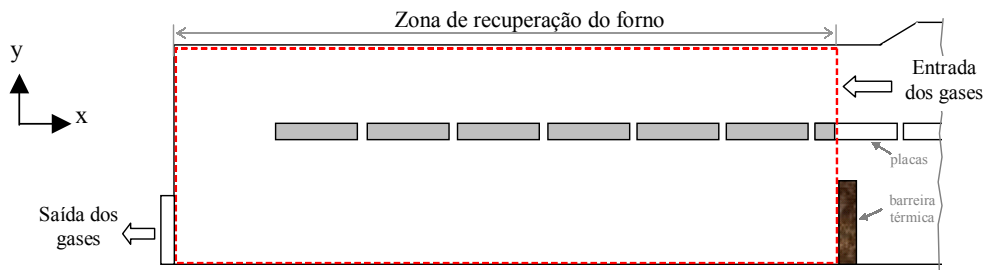 Zona de recuperação do forno
y
x
Entrada
dos gases
placas
barreira
térmica
Saída dos
gases